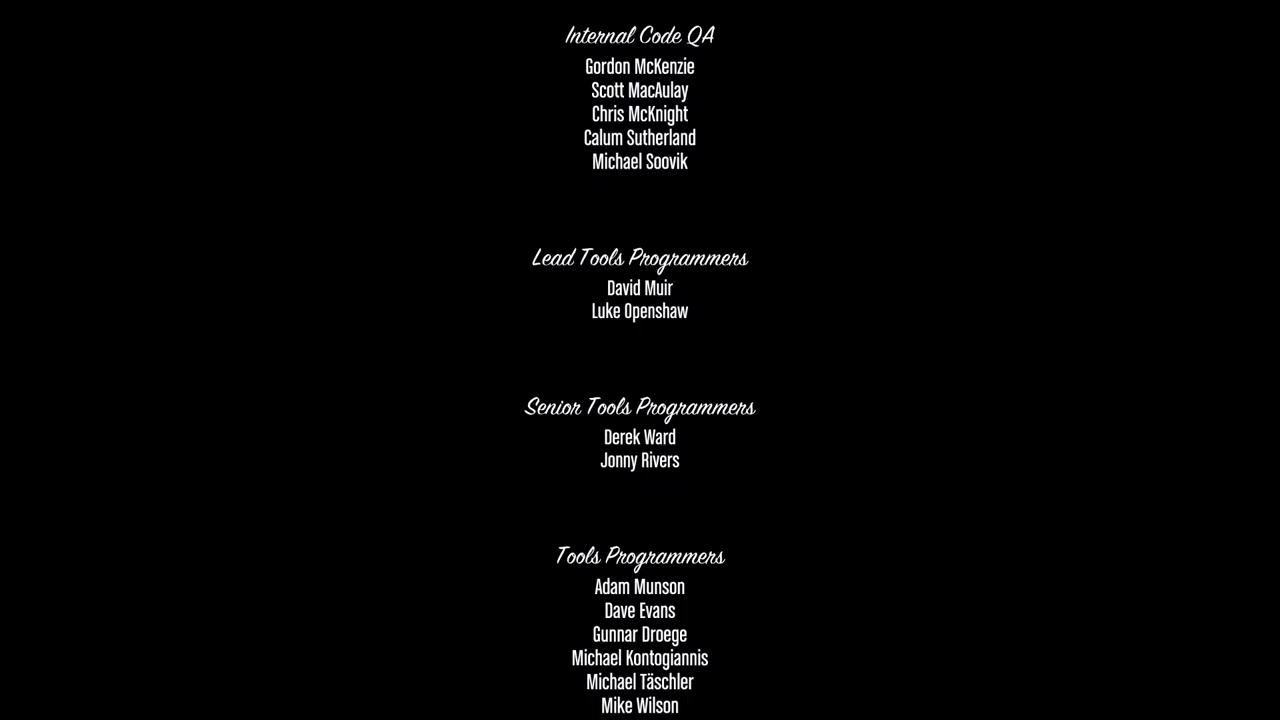 Internal Code QA
Gordon McKenzie
Scott MacAulay
Chris McKnight
Calum Sutherland
Michael Soovik
Lead Tools Programmers
David Muir
Luke Openshaw
Senior Tools Programmers
Derek Ward
Jonny Rivers
Tools Programmers
Adam Munson
Dave Evans
Gunnar Droege
Michael Kontogiannis
Michael Täschler
Mike Wilson